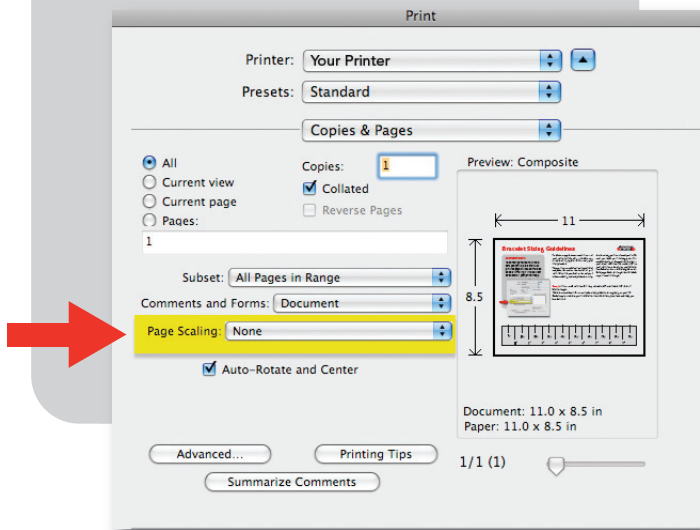 Print
Printer: Your Printer
Presets: Standard
Copies & Pages
All
Current view
Current page
Pages:
1
Copies: 1
Collated
Reverse Pages
Subset: All Pages in Range
Comments and Forms: Document
Page Scaling: None
Auto-Rotate and Center
Advanced...
Printing Tips
Summarize Comments
Preview: Composite
11
8.5
Bracelet Sizing Guidelines
Document: 11.0 x 8.5 in
Paper: 11.0 x 8.5 in
1/1 (1)